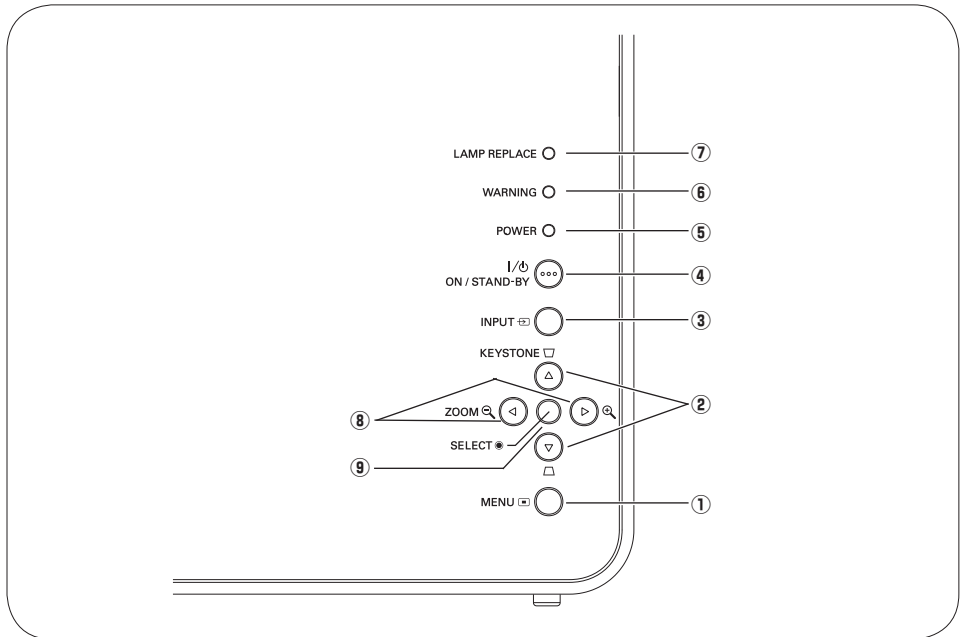 LAMP REPLACE ⑦
WARNING ⑥
POWER ⑤
I/⏻
ON / STAND-BY ④
INPUT ③
KEYSTONE
②
ZOOM
⑧
SELECT
⑨
MENU ①